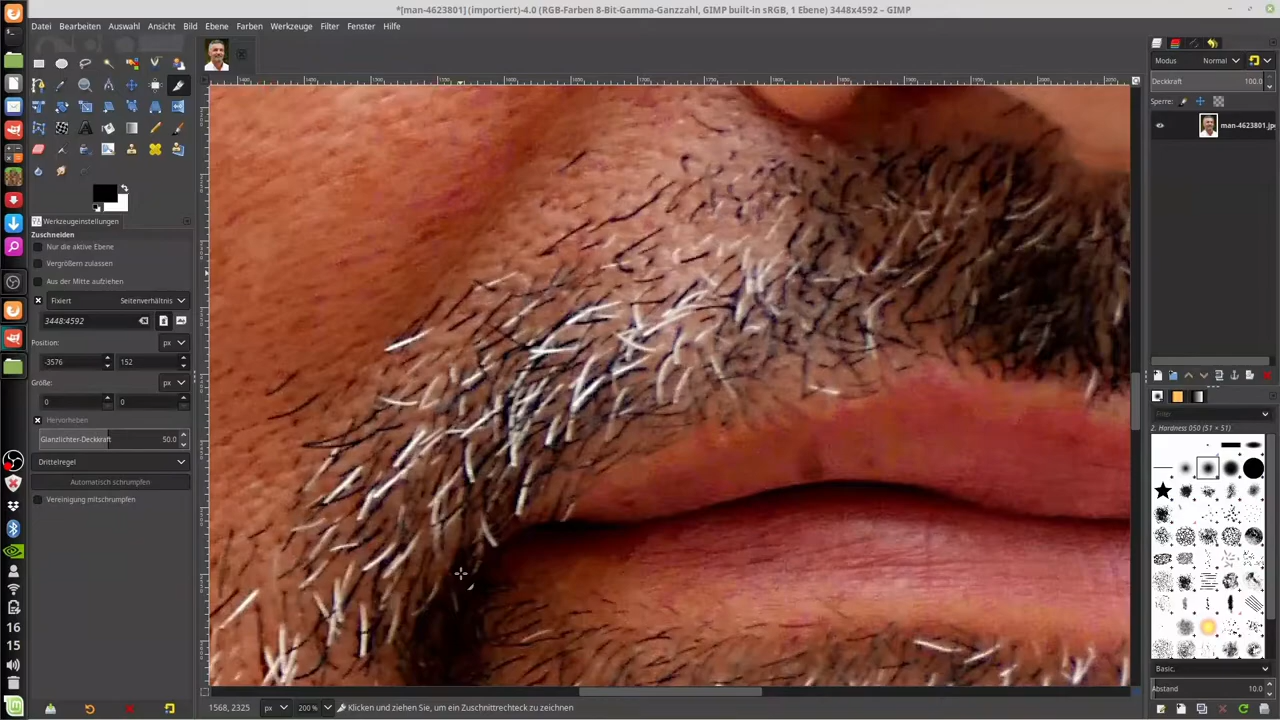 *[man-4623801] (importiert)-4.0 (RGB-Farben 8-Bit-Gamma-Ganzzahl, GIMP built-in sRGB, 1 Ebene) 3448x4592 – GIMP
Datei Bearbeiten Auswahl Ansicht Bild Ebene Farben Werkzeuge Filter Fenster Hilfe
Modus Normal
Deckkraft 100.0
Sperre:
man-4623801.jp
Werkzeugeinstellungen
Zuschneiden
Nur die aktive Ebene
Vergrößern zulassen
Aus der Mitte aufziehen
Fixiert Seitenverhältnis
3448:4592
Position: px
-3576 152
Größe: px
0 0
Hervorheben
Glanzlichter-Deckkraft 50.0
Drittelregel
Automatisch schrumpfen
Vereinigung mitschrumpfen
Filter
2. Hardness 050 (51 × 51)
Basic,
Abstand 10.0
16
15
1568, 2325 px 200 % Klicken und ziehen Sie, um ein Zuschnittrechteck zu zeichnen